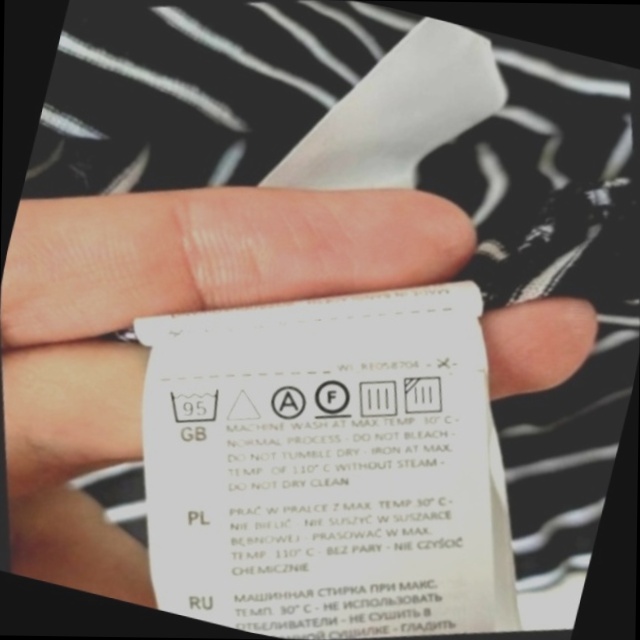 WE_RE058704
95 A F
GB MACHINE WASH AT MAX TEMP. 30° C -
NORMAL PROCESS - DO NOT BLEACH -
DO NOT TUMBLE DRY - IRON AT MAX.
TEMP. OF 110° C WITHOUT STEAM -
DO NOT DRY CLEAN
PL PRAĆ W PRALCE Z MAX. TEMP 30° C -
NIE BIELIĆ - NIE SUSZYĆ W SUSZARCE
BĘBNOWEJ - PRASOWAĆ W MAX.
TEMP. 110° C - BEZ PARY - NIE CZYŚCIĆ
CHEMICZNIE
RU МАШИННАЯ СТИРКА ПРИ МАКС.
ТЕМП. 30° С - НЕ ИСПОЛЬЗОВАТЬ
ОТБЕЛИВАТЕЛИ - НЕ СУШИТЬ В
СУШИЛКЕ - ГЛАДИТЬ